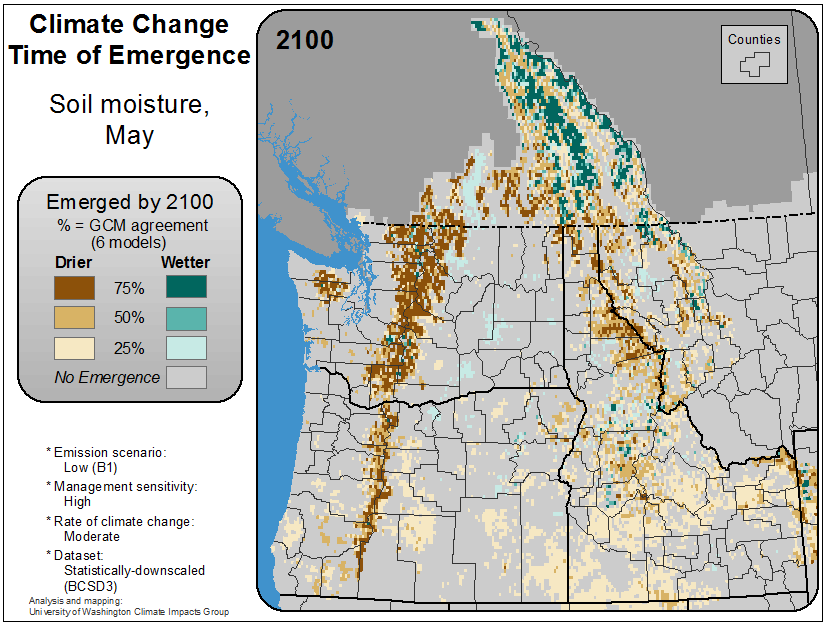 Climate Change
Time of Emergence
Soil moisture,
May
Emerged by 2100
% = GCM agreement
(6 models)
Drier Wetter
75%
50%
25%
No Emergence
* Emission scenario:
Low (B1)
* Management sensitivity:
High
* Rate of climate change:
Moderate
* Dataset:
Statistically-downscaled
(BCSD3)
Analysis and mapping:
University of Washington Climate Impacts Group
2100
Counties